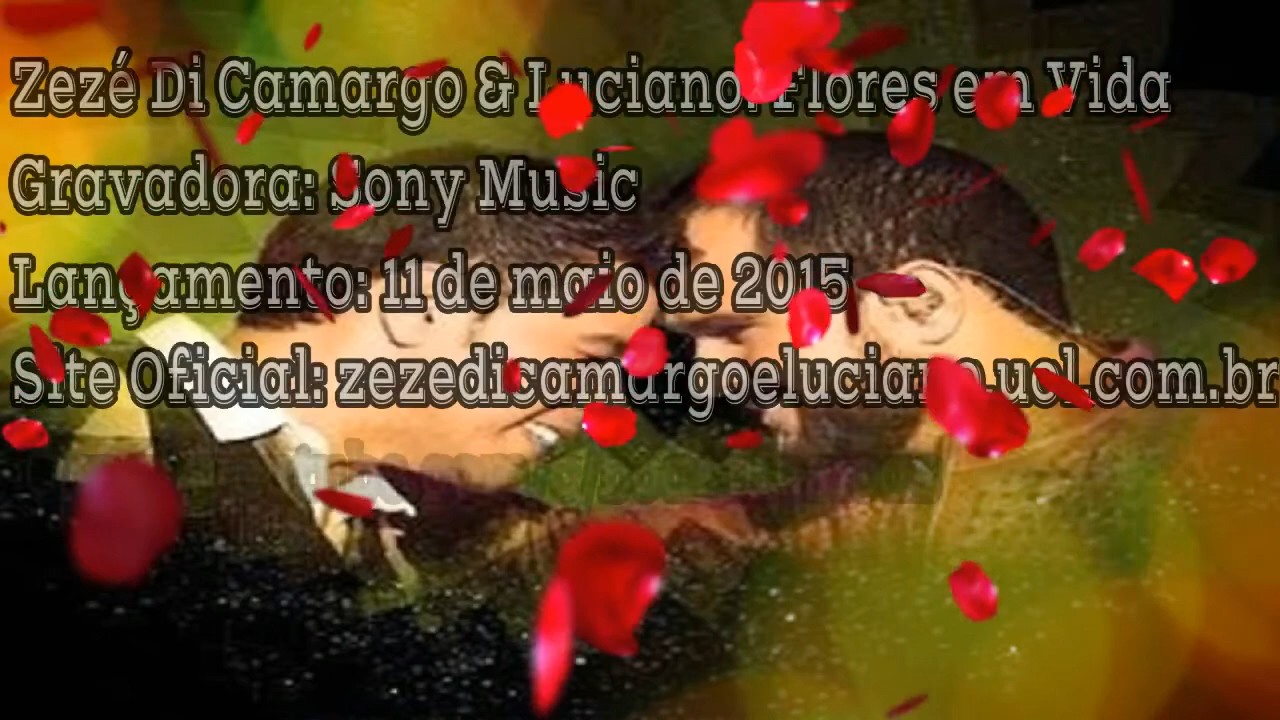 Zezé Di Camargo & Luciano: Flores em Vida
Gravadora: Sony Music
Lançamento: 11 de maio de 2015
Site Oficial: zezedicamargoeluciano.uol.com.br